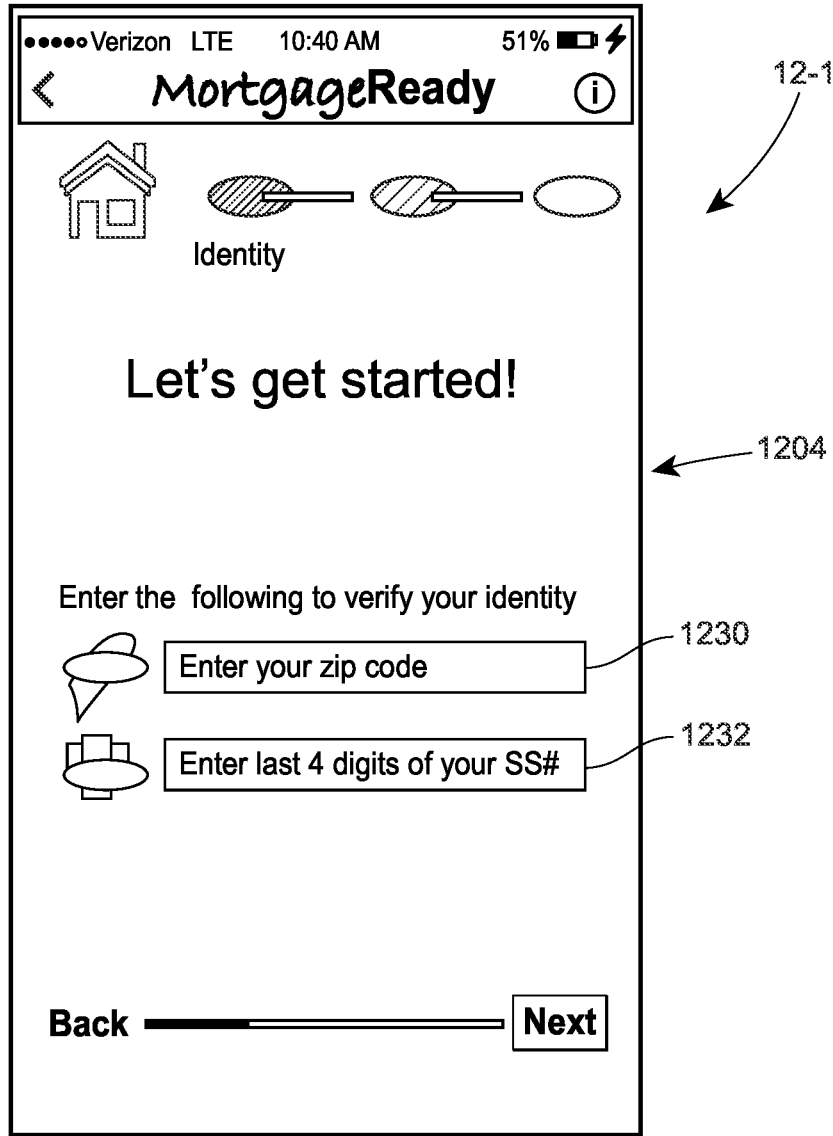 Verizon LTE 10:40 AM 51%
MortgageReady
12-1
Identity
Let's get started!
1204
Enter the following to verify your identity
Enter your zip code
1230
Enter last 4 digits of your SS#
1232
Back Next